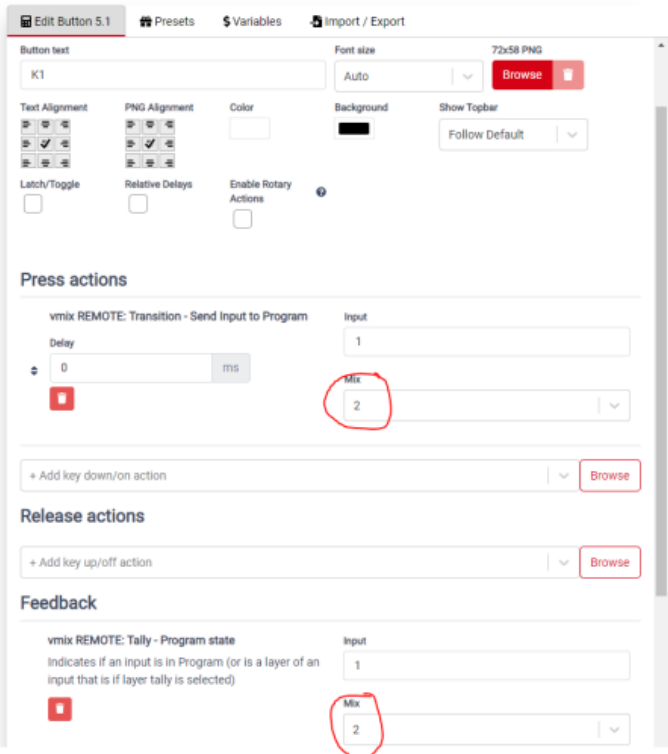 Edit Button 5.1 Presets $ Variables Import / Export
Button text Font size 72x58 PNG
K1 Auto Browse
Text Alignment PNG Alignment Color Background Show Topbar
Follow Default
Latch/Toggle Relative Delays Enable Rotary
Actions
Press actions
vmix REMOTE: Transition - Send Input to Program Input
1
Delay
0 ms
Mix
2
+ Add key down/on action Browse
Release actions
+ Add key up/off action Browse
Feedback
vmix REMOTE: Tally - Program state Input
Indicates if an input is in Program (or is a layer of an
input that is if layer tally is selected)
1
Mix
2